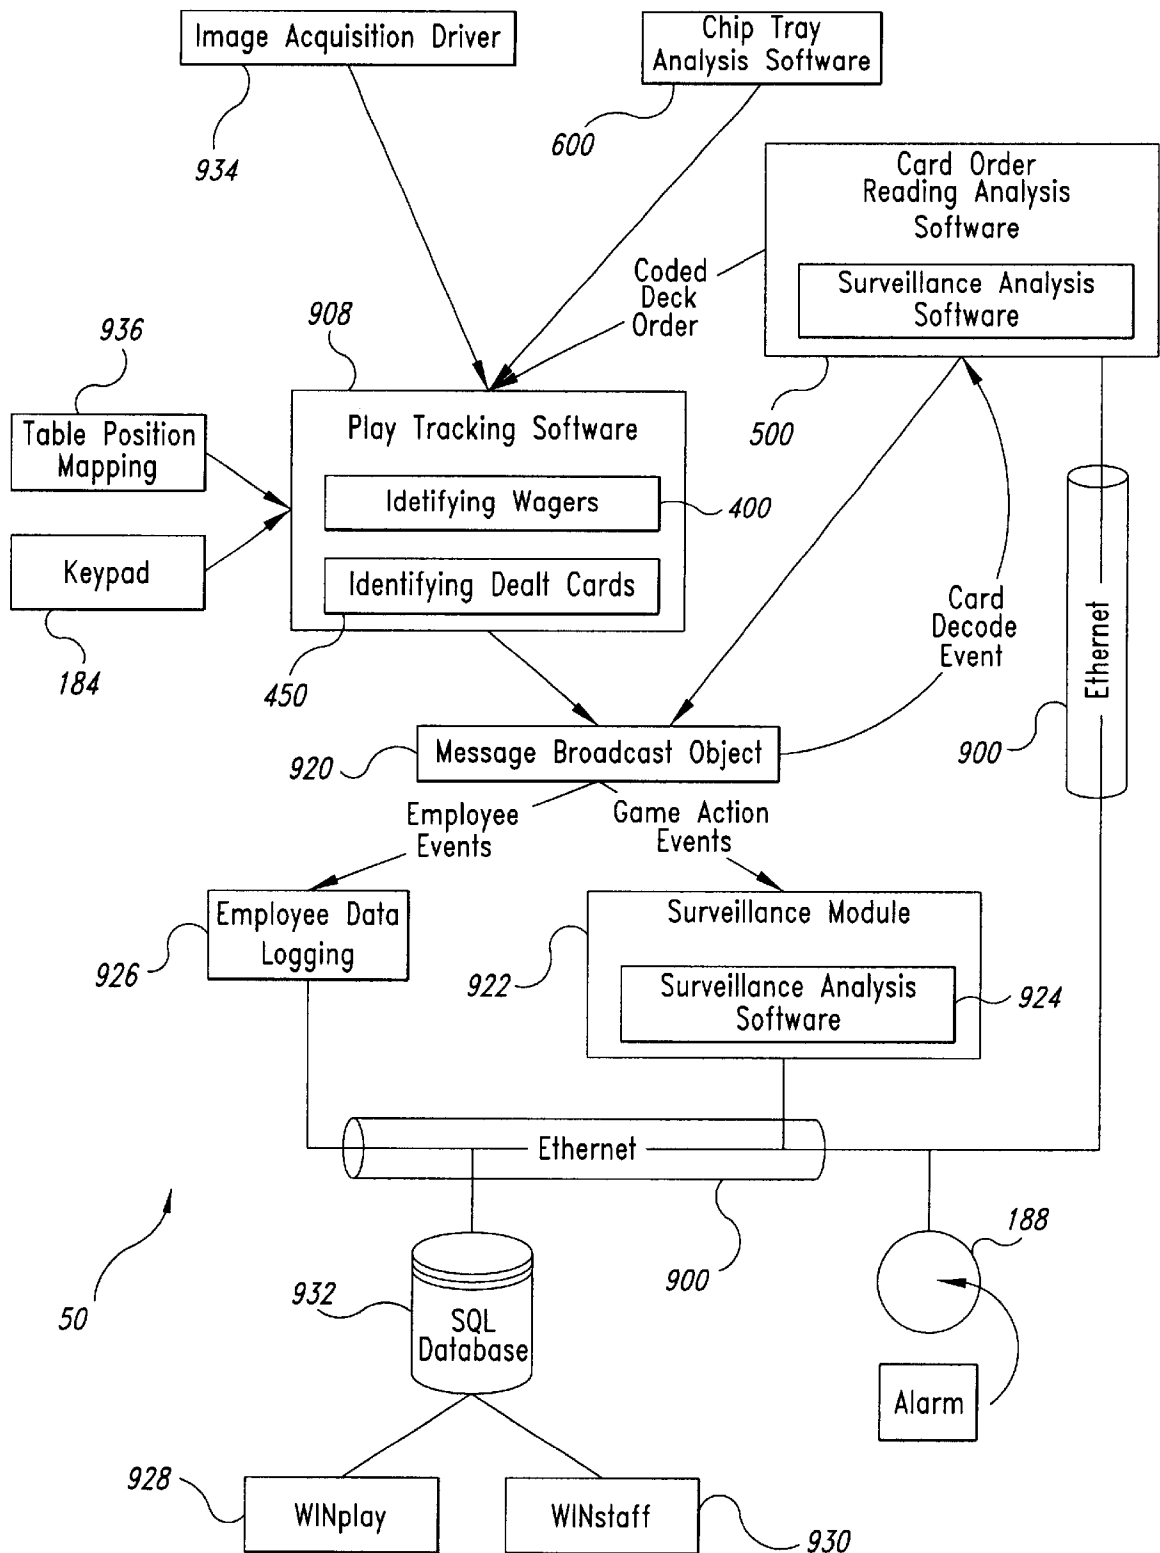 Image Acquisition Driver
934
Chip Tray
Analysis Software
600
Card Order
Reading Analysis
Software
Surveillance Analysis
Software
500
Coded
Deck
Order
908
936
Table Position
Mapping
Keypad
184
Play Tracking Software
Idetifying Wagers
400
Identifying Dealt Cards
450
Card
Decode
Event
Ethernet
900
920
Message Broadcast Object
Employee
Events
Game Action
Events
Employee Data
Logging
926
Surveillance Module
922
Surveillance Analysis
Software
924
Ethernet
900
50
932
SQL
Database
188
Alarm
928
WINplay
WINstaff
930